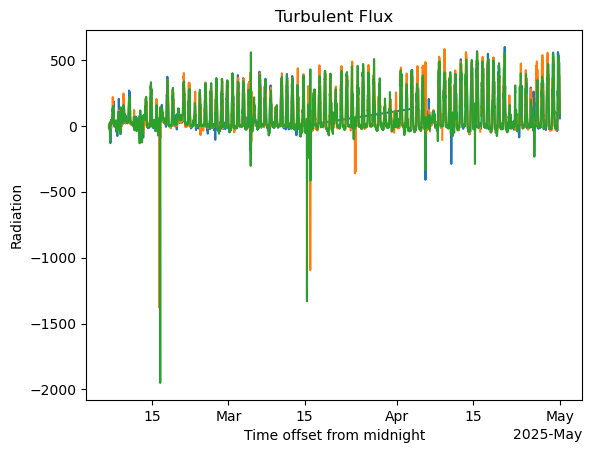 Turbulent Flux
Radiation
500
0
−500
−1000
−1500
−2000
15 Mar 15 Apr 15 May
Time offset from midnight
2025-May